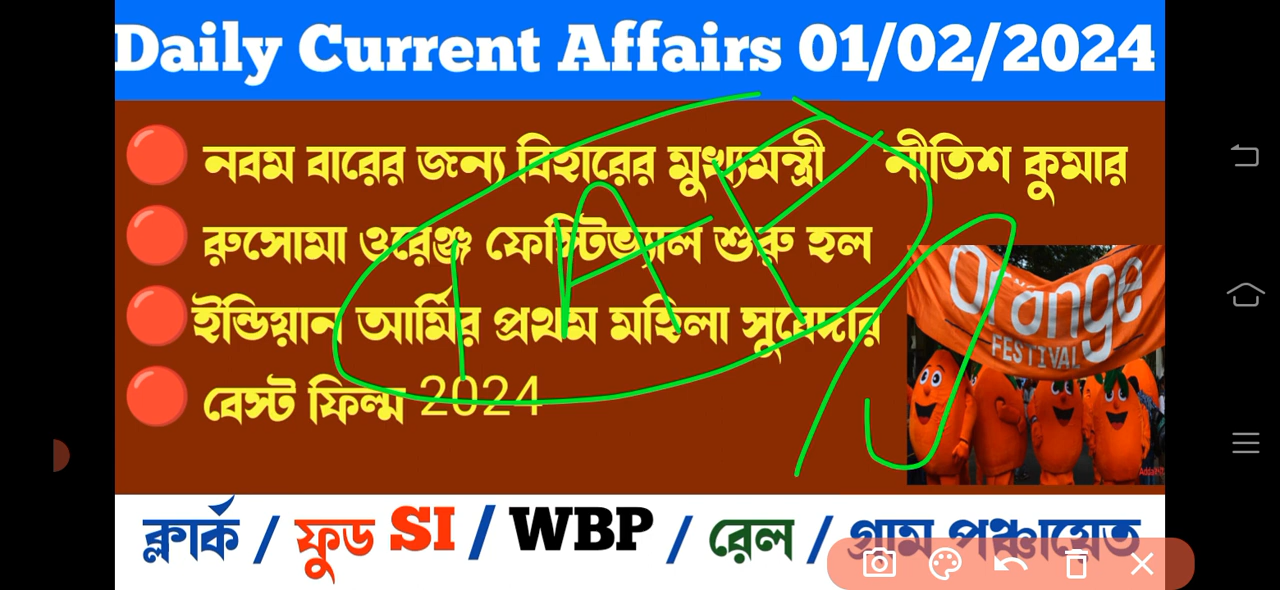 Daily Current Affairs 01/02/2024
নবম বারের জন্য বিহারের মুখ্যমন্ত্রী নীতিশ কুমার
রুসোমা ওরেঞ্জ ফেস্টিভ্যাল শুরু হল
ইন্ডিয়ান আর্মির প্রথম মহিলা সুবেদার
বেস্ট ফিল্ম 2024
Orange
FESTIVAL
ক্লার্ক / ফুড SI / WBP / রেল / গ্রাম পঞ্চায়েত